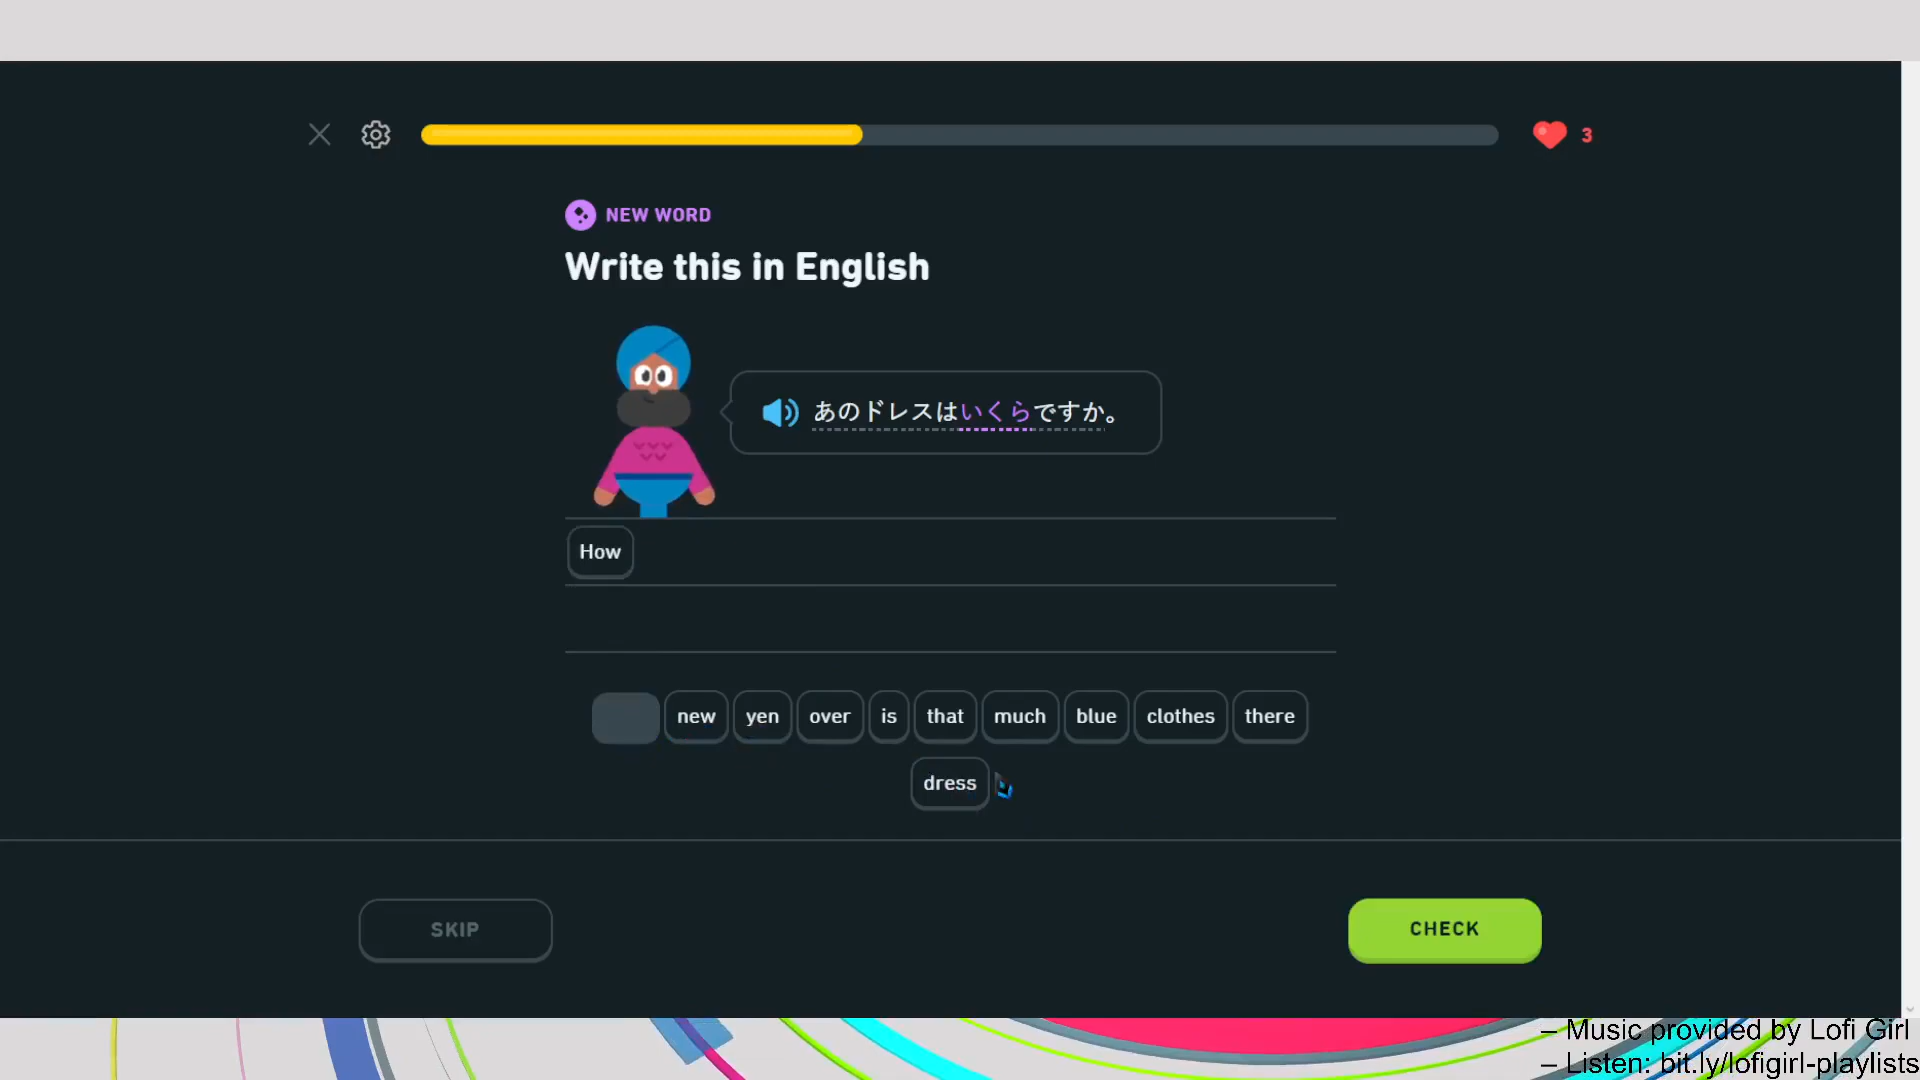 3
NEW WORD
Write this in English
あのドレスはいくらですか。
How
new yen over is that much blue clothes there
dress
SKIP
CHECK
– Music provided by Lofi Girl
– Listen: bit.ly/lofigirl-playlists